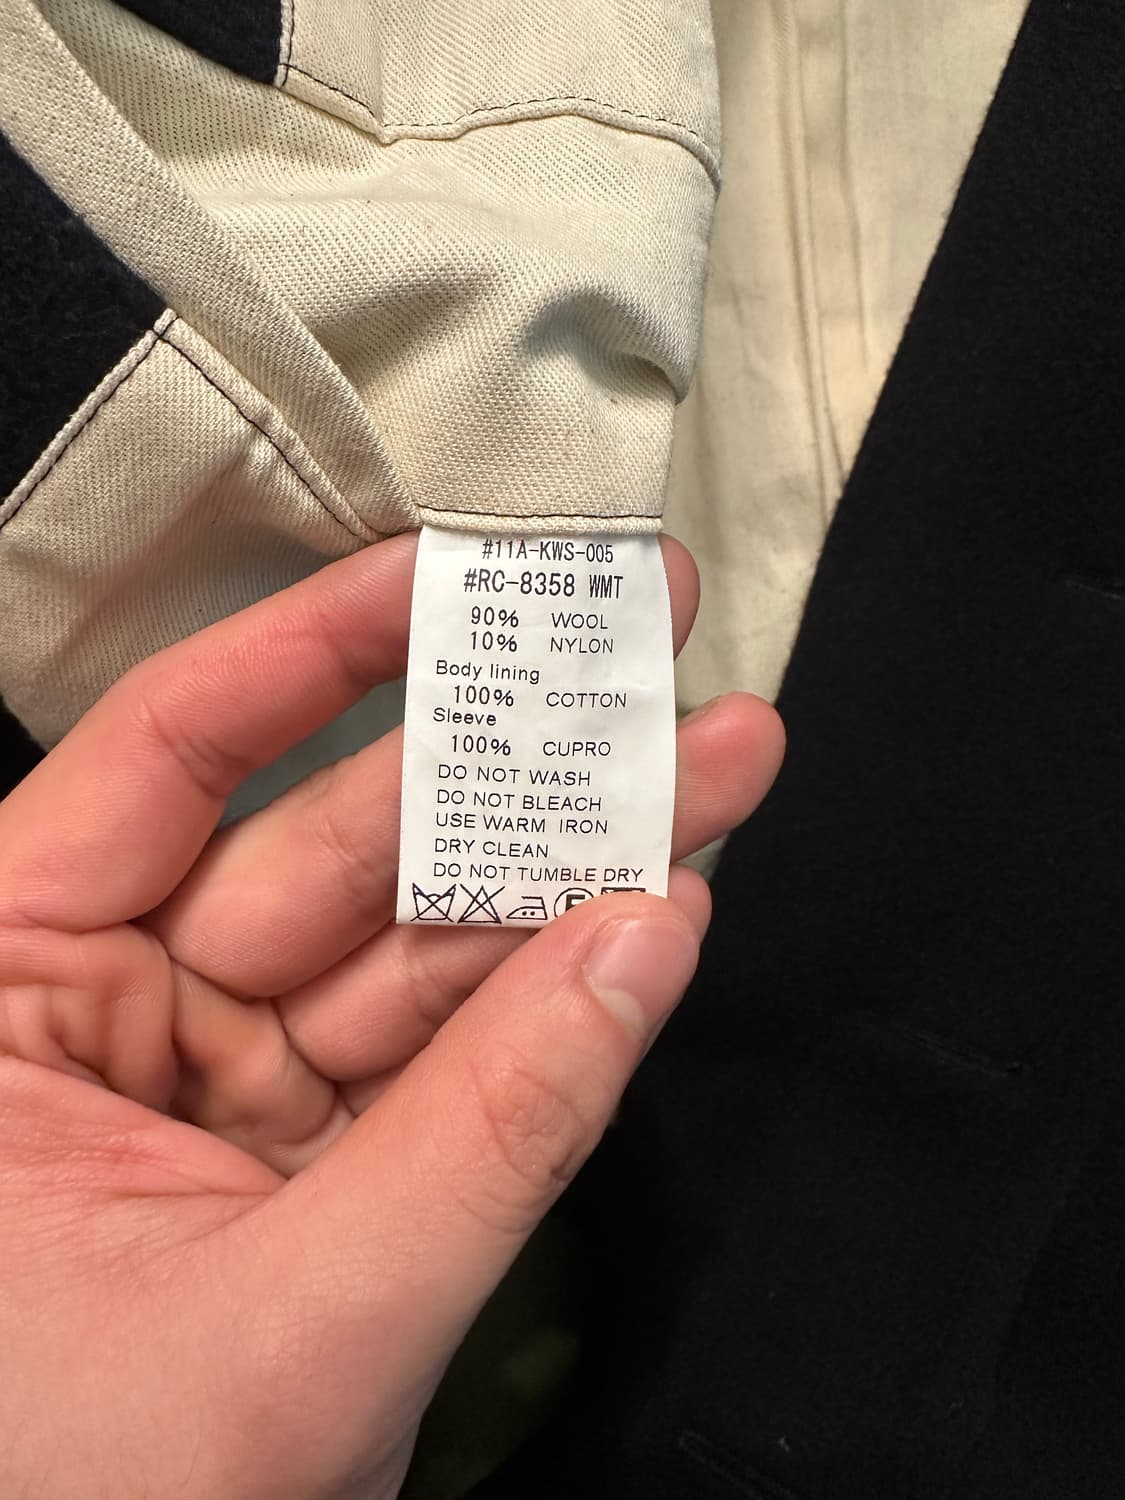 #11A-KWS-005
#RC-8358 WMT
90% WOOL
10% NYLON
Body lining
100% COTTON
Sleeve
100% CUPRO
DO NOT WASH
DO NOT BLEACH
USE WARM IRON
DRY CLEAN
DO NOT TUMBLE DRY